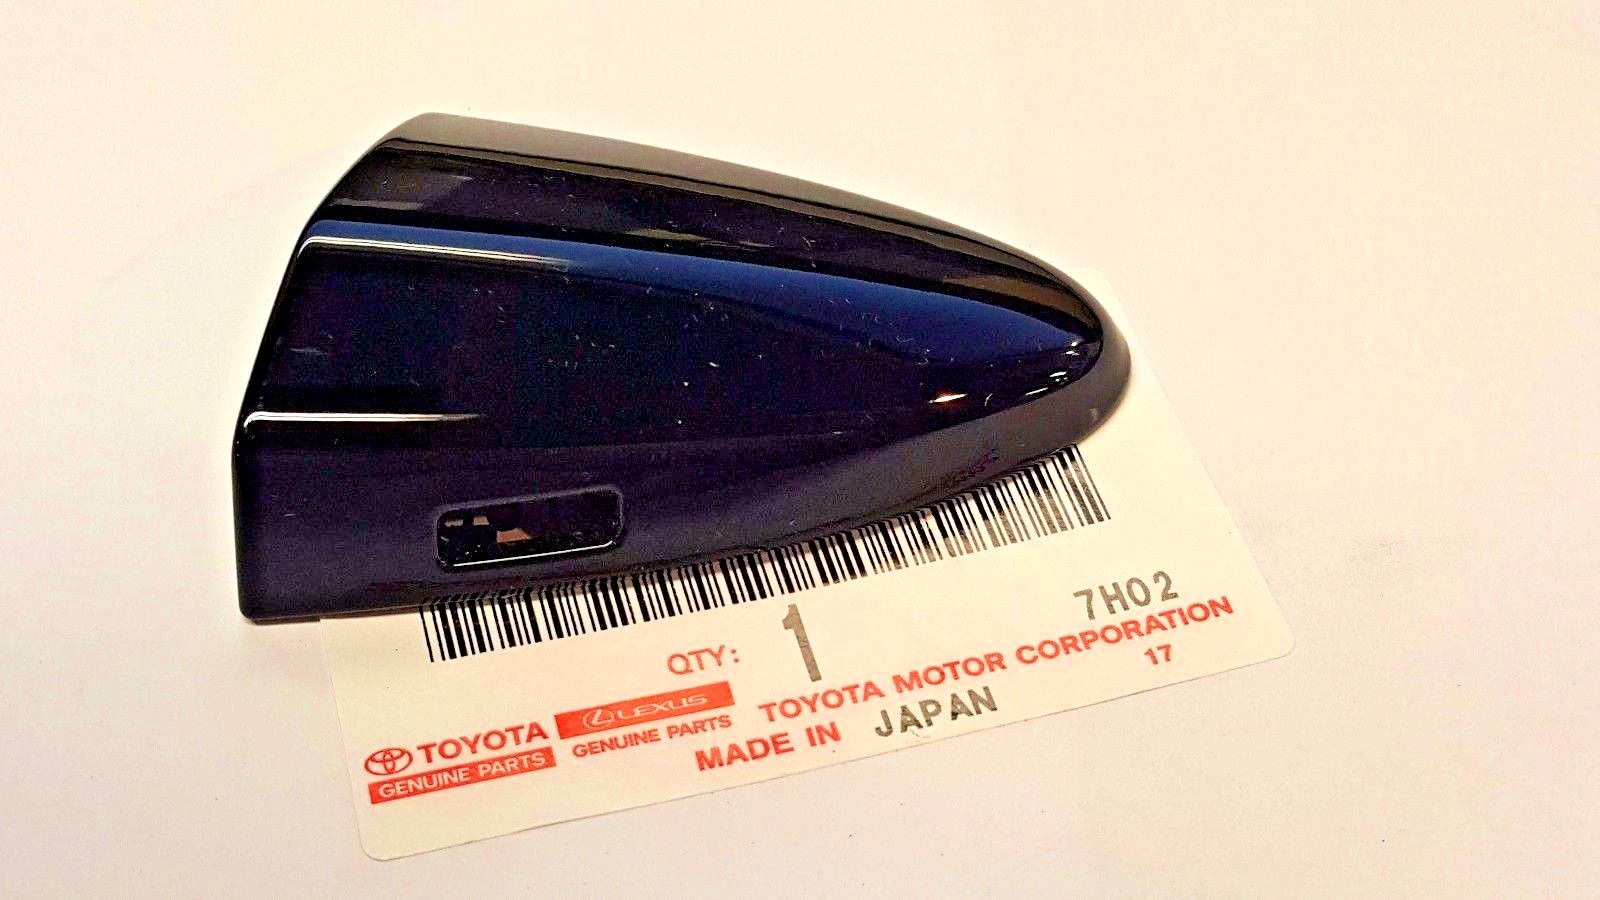 QTY: 1
7H02
TOYOTA MOTOR CORPORATION
17
MADE IN JAPAN
TOYOTA
GENUINE PARTS
LEXUS
GENUINE PARTS